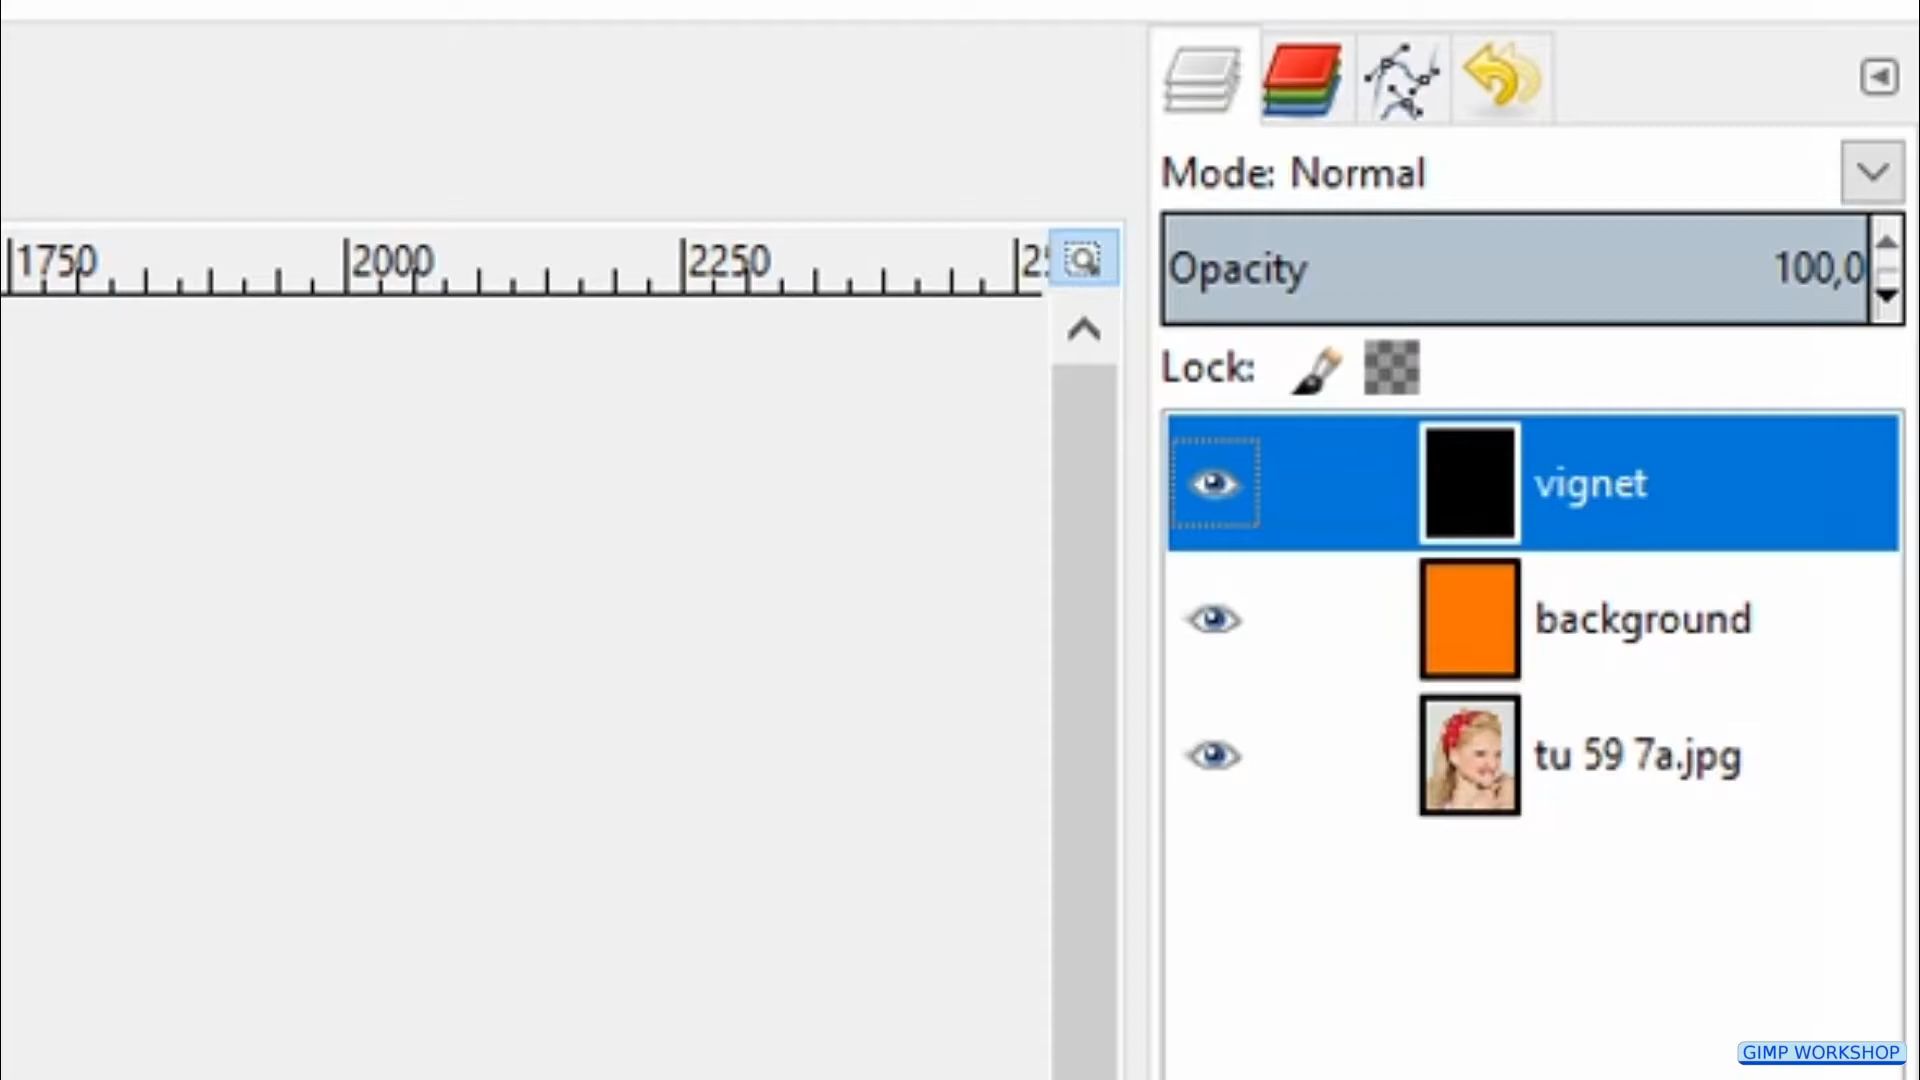 Mode: Normal
1750 2000 2250
Opacity 100,0
Lock:
vignet
background
tu 59 7a.jpg
GIMP WORKSHOP